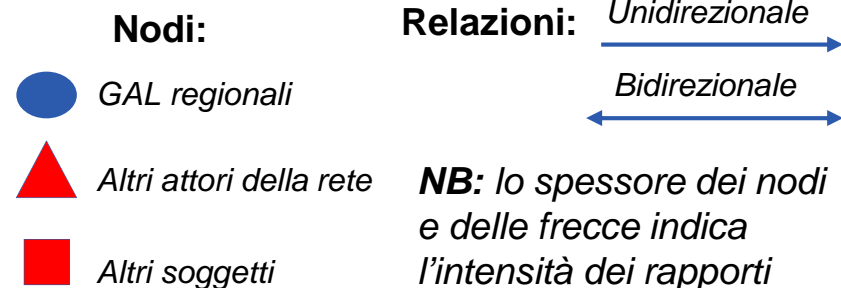 Nodi:
GAL regionali
Altri attori della rete
Altri soggetti
Relazioni:
Unidirezionale
Bidirezionale
NB: lo spessore dei nodi
e delle frecce indica
l'intensità dei rapporti